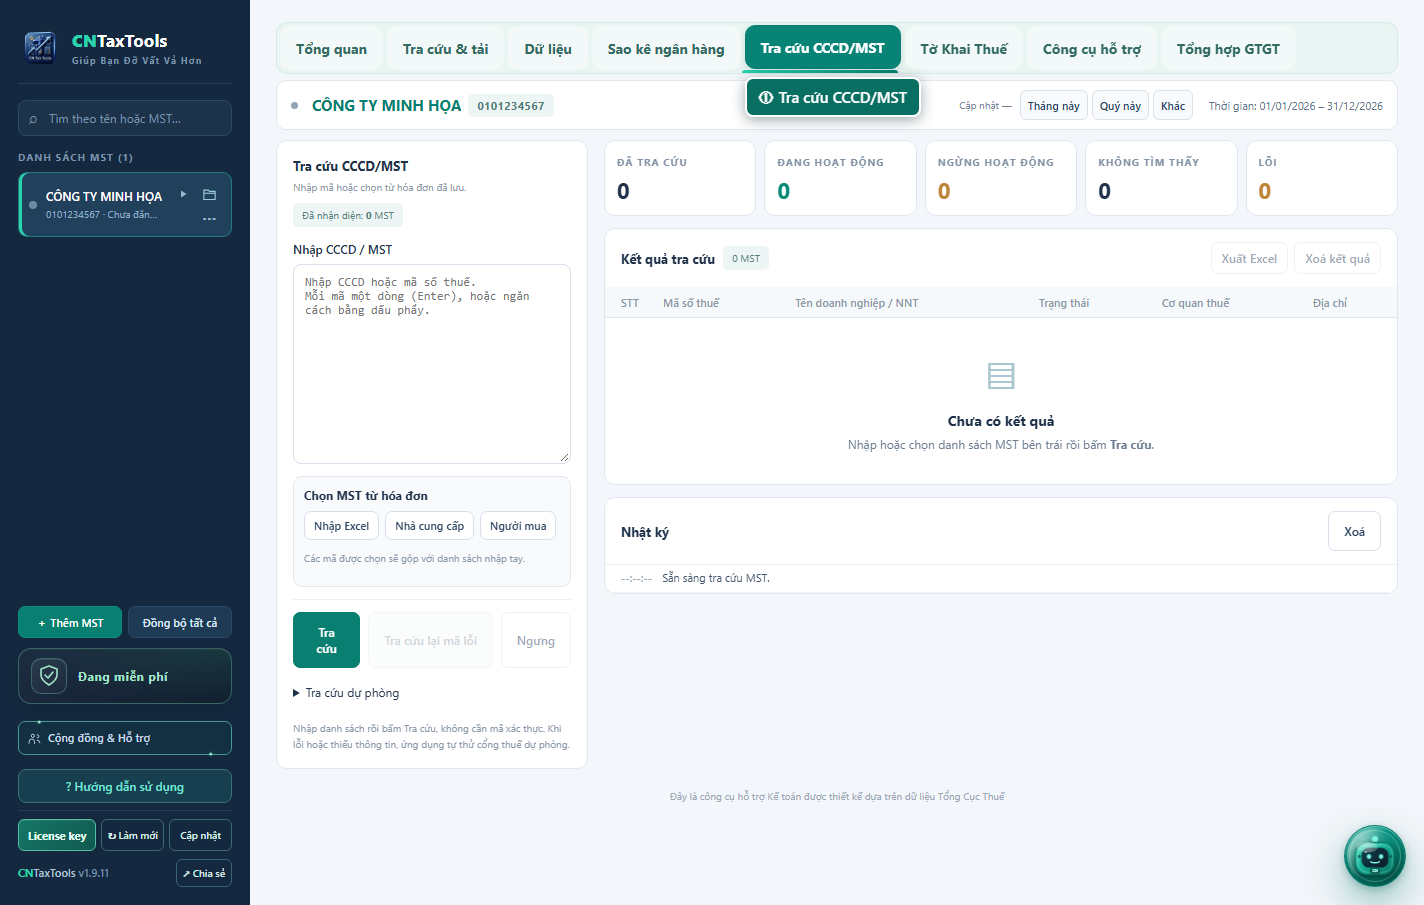 CNTaxTools
Giúp Bạn Đỡ Vất Vả Hơn
Tìm theo tên hoặc MST...
DANH SÁCH MST (1)
CÔNG TY MINH HỌA
0101234567 · Chưa đăn...
+ Thêm MST
Đồng bộ tất cả
Đang miễn phí
Cộng đồng & Hỗ trợ
? Hướng dẫn sử dụng
License key
↻ Làm mới
Cập nhật
CNTaxTools v1.9.11
↗ Chia sẻ
Tổng quan
Tra cứu & tải
Dữ liệu
Sao kê ngân hàng
Tra cứu CCCD/MST
Tờ Khai Thuế
Công cụ hỗ trợ
Tổng hợp GTGT
① Tra cứu CCCD/MST
CÔNG TY MINH HỌA
0101234567
Cập nhật —
Tháng này
Quý này
Khác
Thời gian: 01/01/2026 – 31/12/2026
Tra cứu CCCD/MST
Nhập mã hoặc chọn từ hóa đơn đã lưu.
Đã nhận diện: 0 MST
Nhập CCCD / MST
Nhập CCCD hoặc mã số thuế.
Mỗi mã một dòng (Enter), hoặc ngăn
cách bằng dấu phẩy.
Chọn MST từ hóa đơn
Nhập Excel
Nhà cung cấp
Người mua
Các mã được chọn sẽ gộp với danh sách nhập tay.
Tra
cứu
Tra cứu lại mã lỗi
Ngưng
▶ Tra cứu dự phòng
Nhập danh sách rồi bấm Tra cứu, không cần mã xác thực. Khi
lỗi hoặc thiếu thông tin, ứng dụng tự thử cổng thuế dự phòng.
ĐÃ TRA CỨU
0
ĐANG HOẠT ĐỘNG
0
NGỪNG HOẠT ĐỘNG
0
KHÔNG TÌM THẤY
0
LỖI
0
Kết quả tra cứu
0 MST
Xuất Excel
Xoá kết quả
STT
Mã số thuế
Tên doanh nghiệp / NNT
Trạng thái
Cơ quan thuế
Địa chỉ
Chưa có kết quả
Nhập hoặc chọn danh sách MST bên trái rồi bấm Tra cứu.
Nhật ký
Xoá
--:--:-- Sẵn sàng tra cứu MST.
Đây là công cụ hỗ trợ Kế toán được thiết kế dựa trên dữ liệu Tổng Cục Thuế